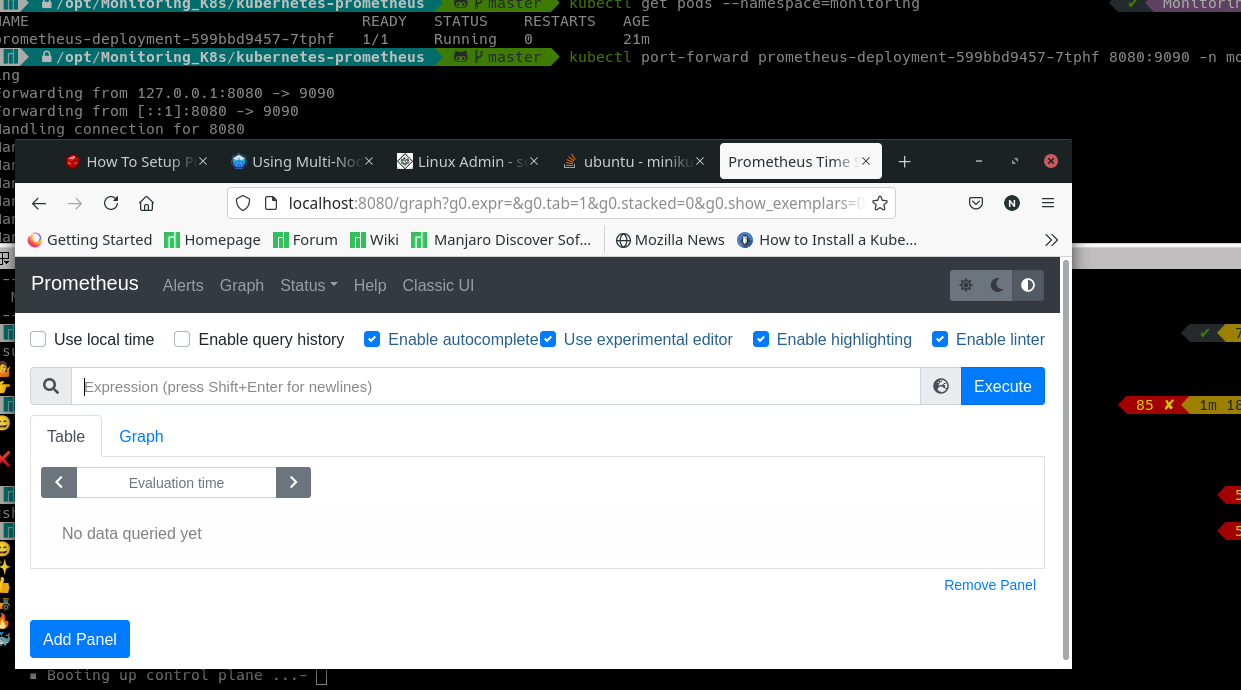 /opt/Monitoring_K8s/kubernetes-prometheus master kubectl get pods --namespace=monitoring ✔ Monitorin
NAME READY STATUS RESTARTS AGE
prometheus-deployment-599bbd9457-7tphf 1/1 Running 0 21m
/opt/Monitoring_K8s/kubernetes-prometheus master kubectl port-forward prometheus-deployment-599bbd9457-7tphf 8080:9090 -n mo
ing
Forwarding from 127.0.0.1:8080 -> 9090
Forwarding from [::1]:8080 -> 9090
Handling connection for 8080
How To Setup P Using Multi-No Linux Admin - s ubuntu - miniku Prometheus Time S
localhost:8080/graph?g0.expr=&g0.tab=1&g0.stacked=0&g0.show_exemplars=0
N
Getting Started Homepage Forum Wiki Manjaro Discover Sof... Mozilla News How to Install a Kube...
Prometheus Alerts Graph Status Help Classic UI
Use local time Enable query history Enable autocomplete Use experimental editor Enable highlighting Enable linter
Expression (press Shift+Enter for newlines) Execute
85 ✘ 1m 18
Table Graph
Evaluation time
No data queried yet
Remove Panel
Add Panel
▪ Booting up control plane ...-